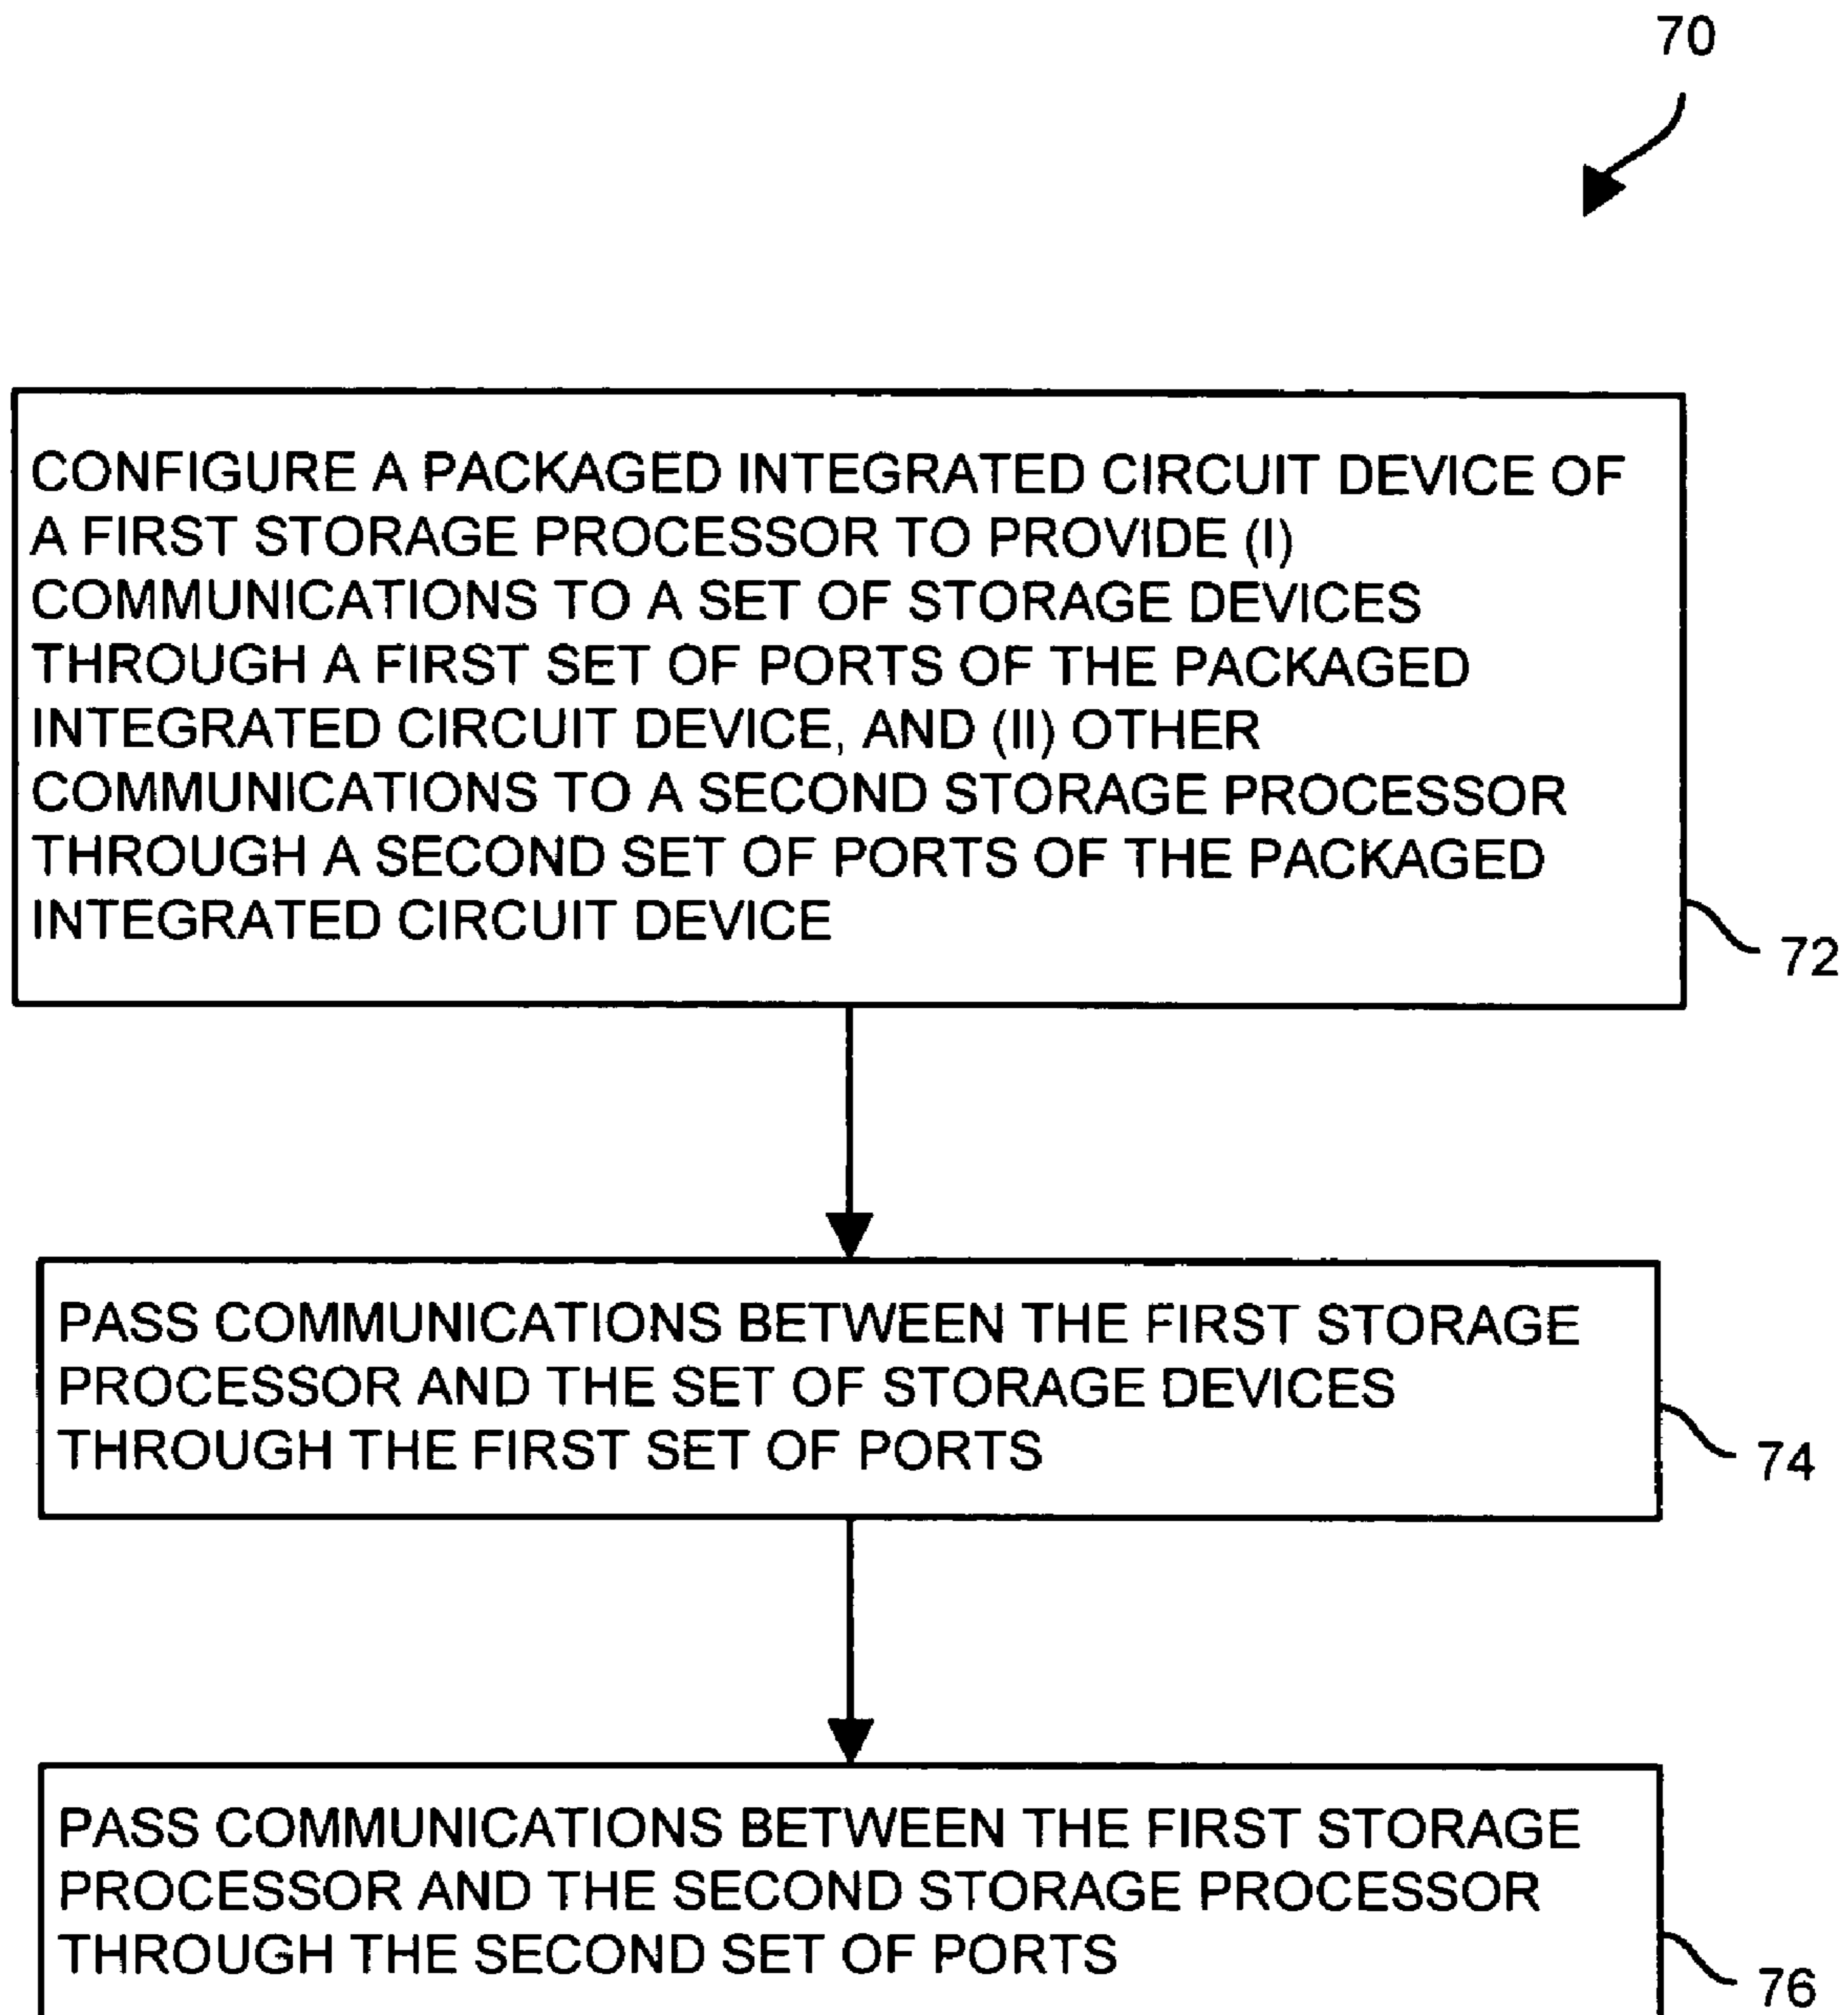 70
CONFIGURE A PACKAGED INTEGRATED CIRCUIT DEVICE OF
A FIRST STORAGE PROCESSOR TO PROVIDE (I)
COMMUNICATIONS TO A SET OF STORAGE DEVICES
THROUGH A FIRST SET OF PORTS OF THE PACKAGED
INTEGRATED CIRCUIT DEVICE, AND (II) OTHER
COMMUNICATIONS TO A SECOND STORAGE PROCESSOR
THROUGH A SECOND SET OF PORTS OF THE PACKAGED
INTEGRATED CIRCUIT DEVICE
72
PASS COMMUNICATIONS BETWEEN THE FIRST STORAGE
PROCESSOR AND THE SET OF STORAGE DEVICES
THROUGH THE FIRST SET OF PORTS
74
PASS COMMUNICATIONS BETWEEN THE FIRST STORAGE
PROCESSOR AND THE SECOND STORAGE PROCESSOR
THROUGH THE SECOND SET OF PORTS
76